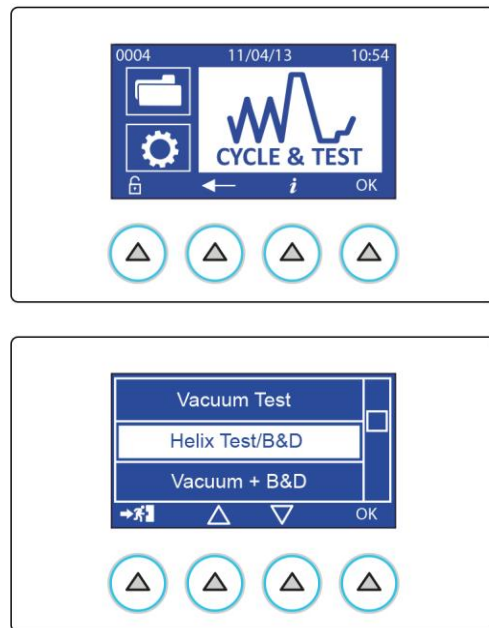 0004 11/04/13 10:54
CYCLE & TEST
i OK
Vacuum Test
Helix Test/B&D
Vacuum + B&D
OK